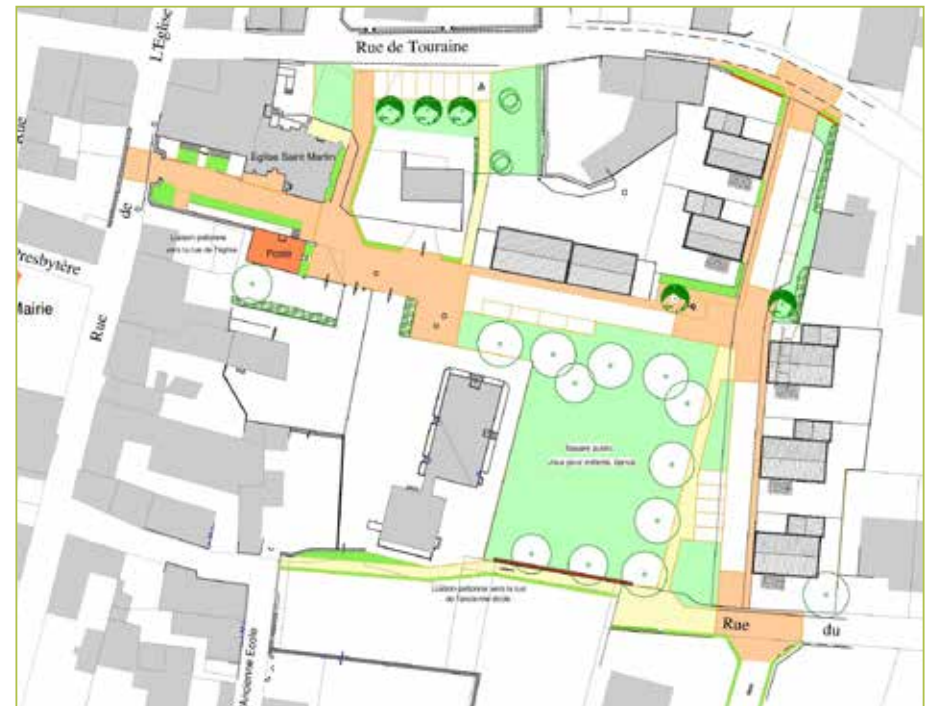 Rue de Touraine
L'Eglise
de
Rue
Rue
Eglise Saint Martin
Liaison piétonne
vers la rue de l'église
Poste
Presbytère
Mairie
A
Square public
Jeux pour enfants, bancs
Liaison piétonne vers la rue
de l'ancienne école
Rue
du
Ancienne Ecole